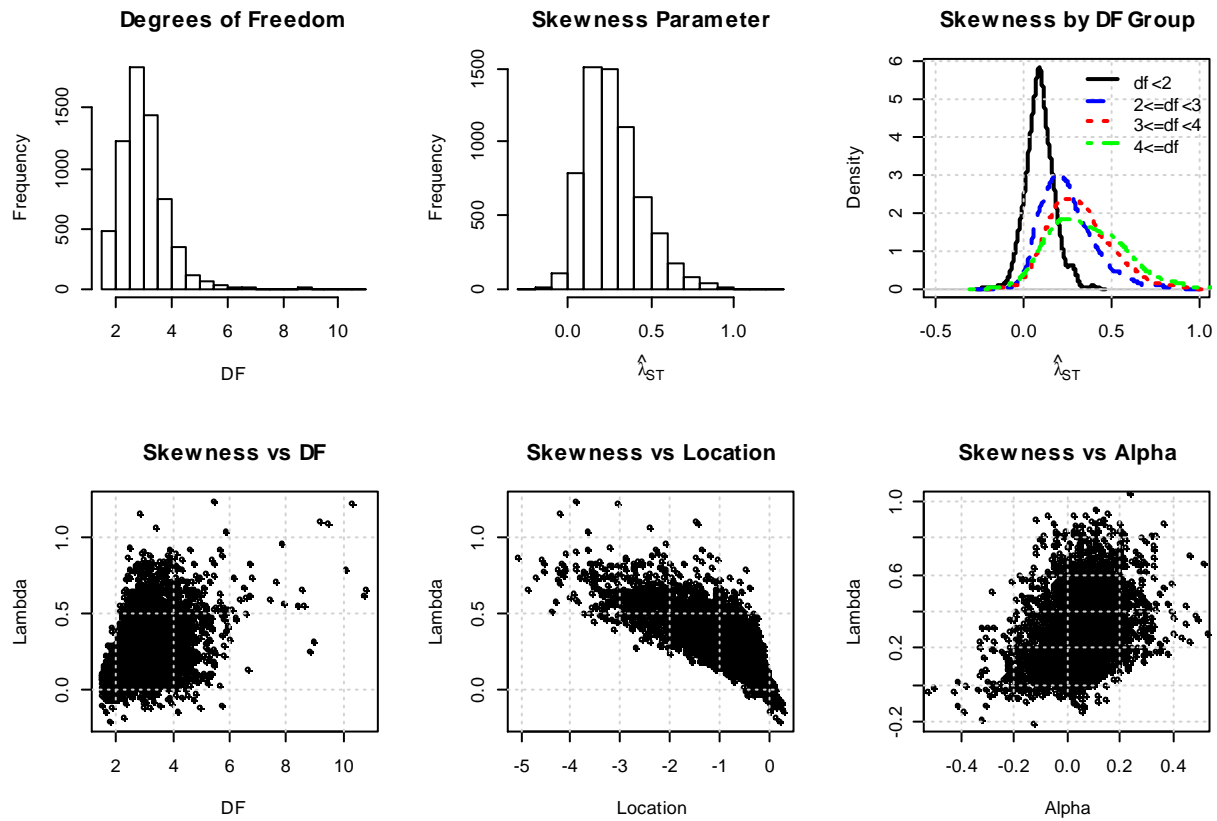 Degrees of Freedom
Frequency
0
500
1000
1500
2 4 6 8 10
DF
Skewness Parameter
Frequency
0
500
1000
1500
0.0 0.5 1.0
λ̂ST
Skewness by DF Group
Density
0
1
2
3
4
5
6
df<2
2<=df<3
3<=df<4
4<=df
-0.5 0.0 0.5 1.0
λ̂ST
Skewness vs DF
Lambda
0.0
0.5
1.0
2 4 6 8 10
DF
Skewness vs Location
Lambda
0.0
0.5
1.0
-5 -4 -3 -2 -1 0
Location
Skewness vs Alpha
Lambda
-0.2
0.2
0.6
1.0
-0.4 -0.2 0.0 0.2 0.4
Alpha